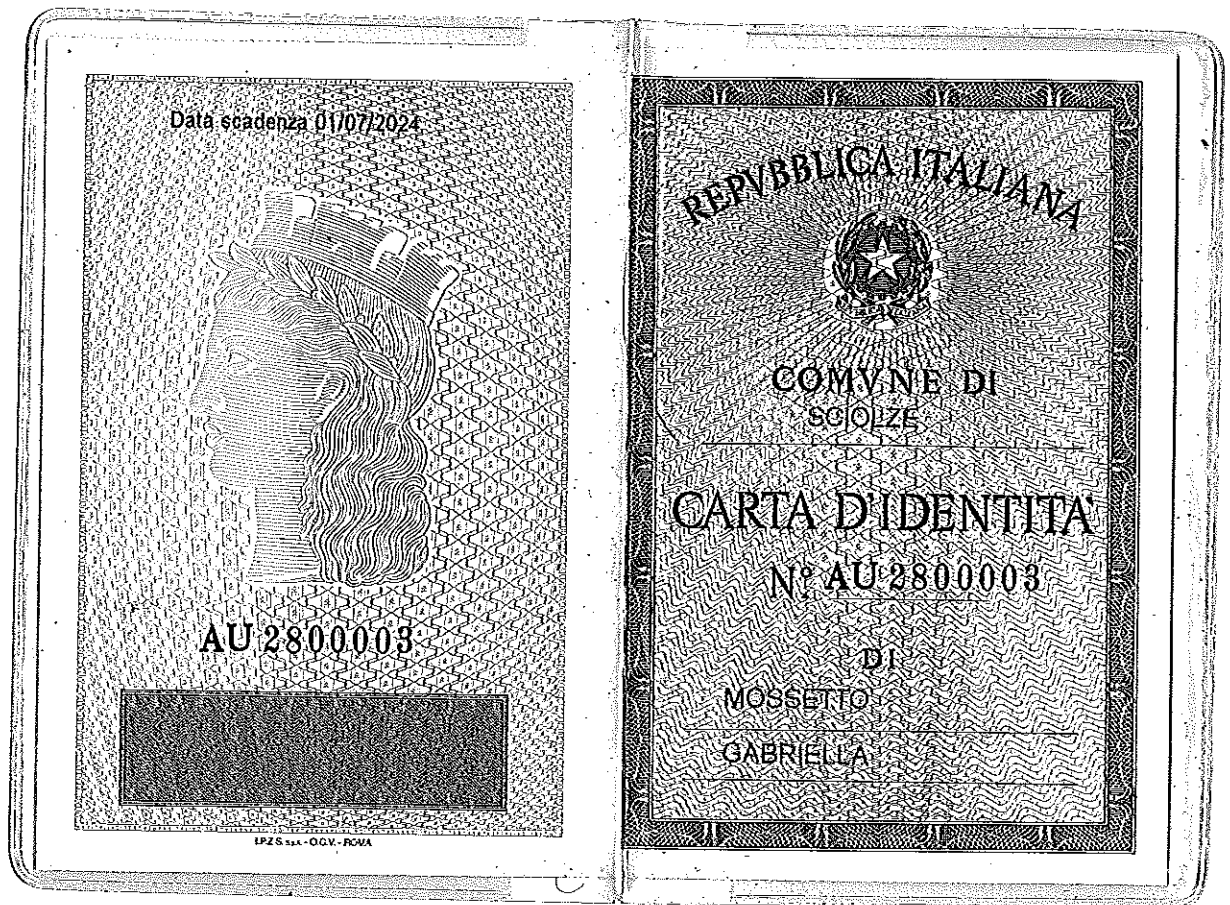 Data scadenza 01/07/2024
AU 2800003
I.P.Z.S. S.p.A. - O.C.V. - ROMA
REPVBBLICA ITALIANA
COMVNE DI
SCIOLZE
CARTA D'IDENTITA'
N° AU 2800003
DI
MOSSETTO
GABRIELLA